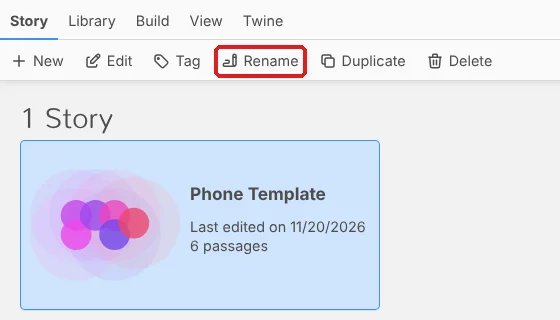 Story Library Build View Twine
New Edit Tag Rename Duplicate Delete
1 Story
Phone Template
Last edited on 11/20/2026
6 passages